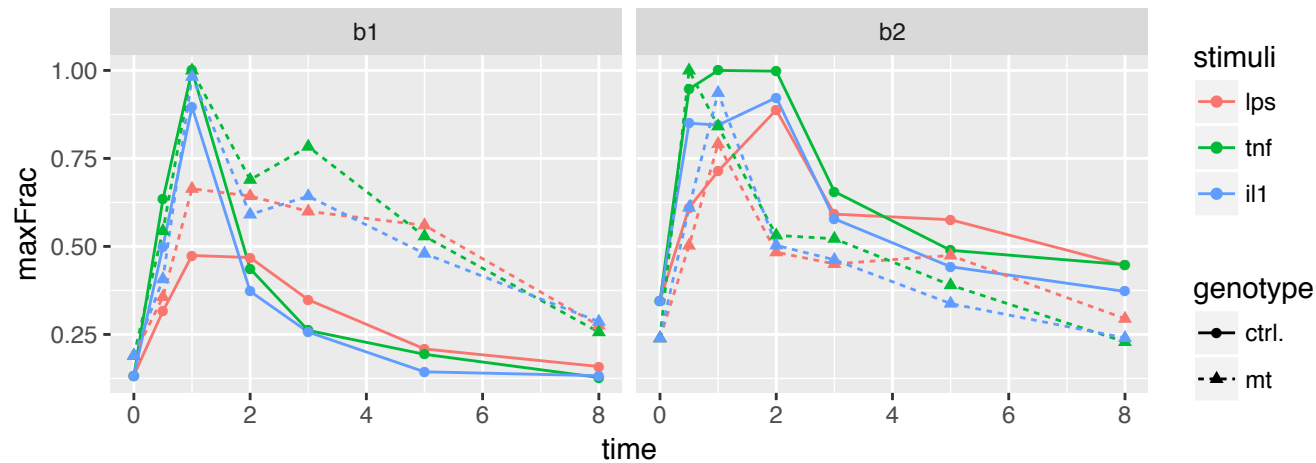 b1
b2
maxFrac
1.00
0.75
0.50
0.25
0
2
4
6
8
0
2
4
6
8
time
stimuli
lps
tnf
il1
genotype
ctrl.
mt